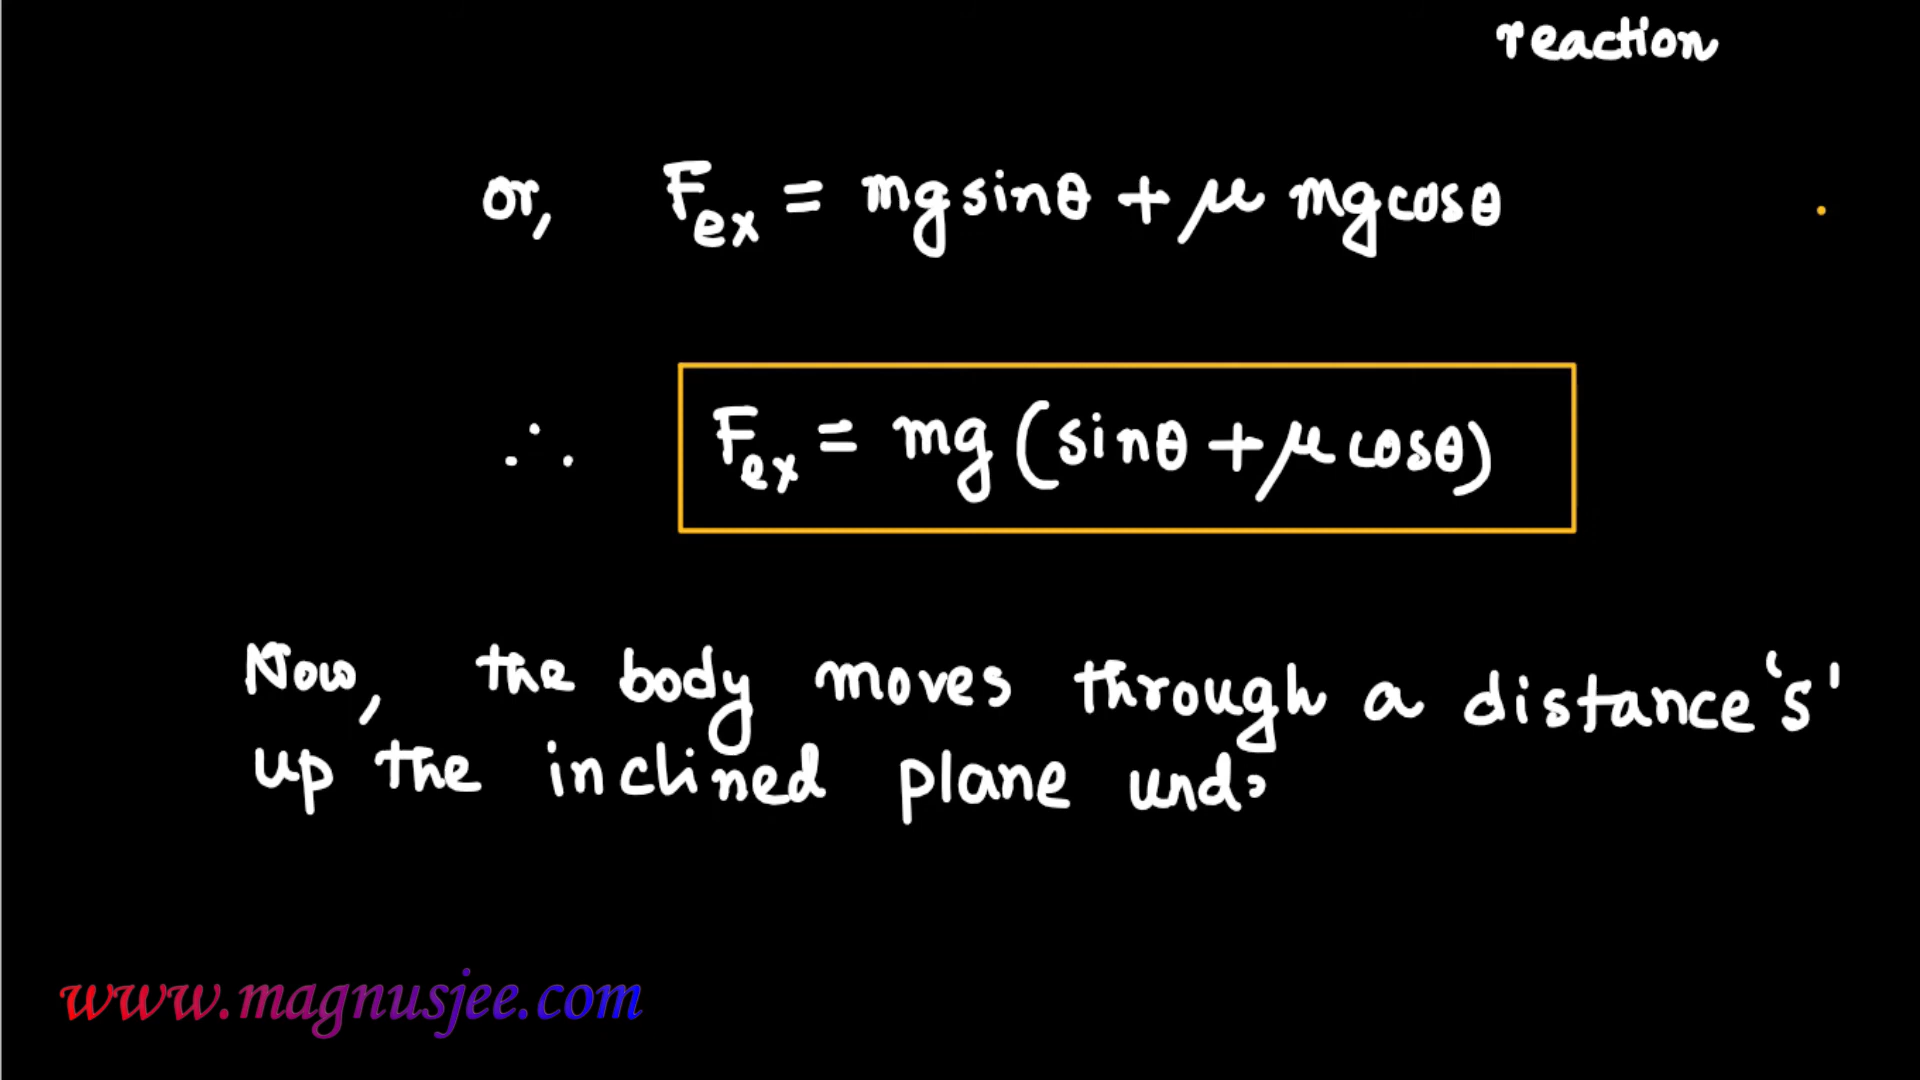 reaction
or, Fex = mg sinθ + μ mg cosθ
∴ Fex = mg (sinθ + μ cosθ)
Now, the body moves through a distance 's'
up the inclined plane und
www.magnusjee.com